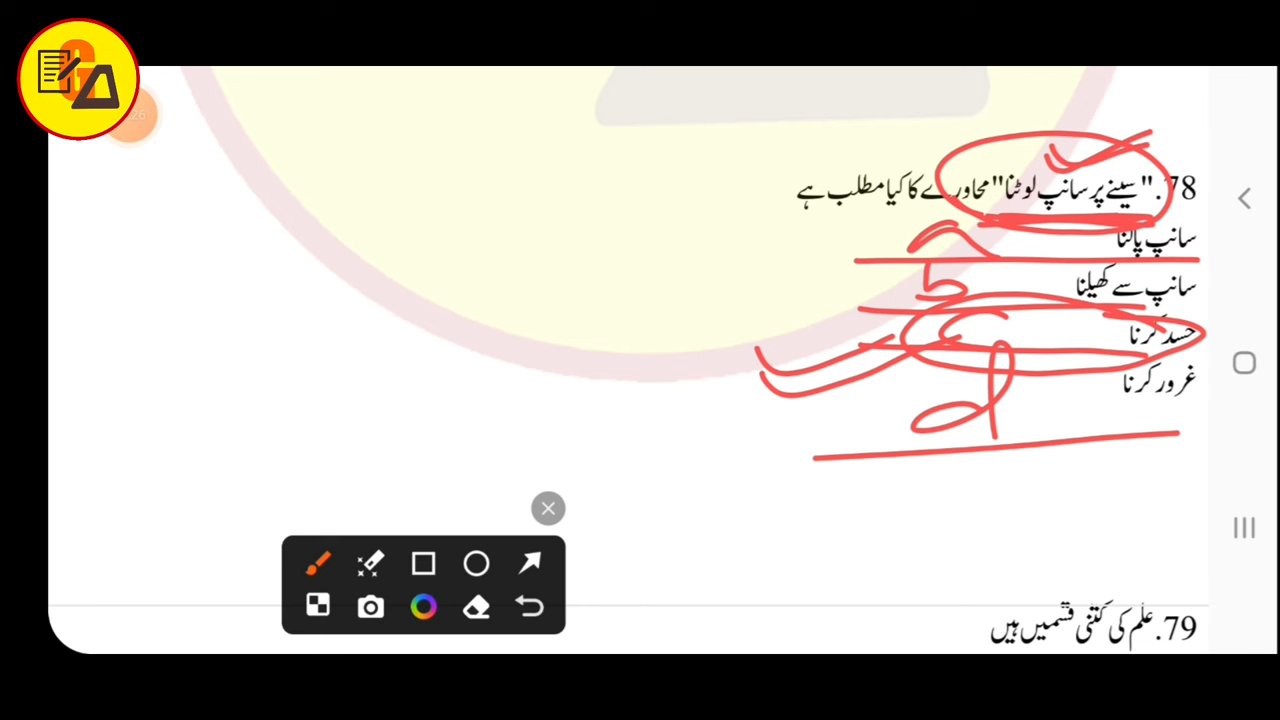 78. "سینے پر سانپ لوٹنا" محاورے کا کیا مطلب ہے
سانپ پالنا
سانپ سے کھیلنا
b
حسد کرنا
c
غرور کرنا
d
79. علم کی کتنی قسمیں ہیں